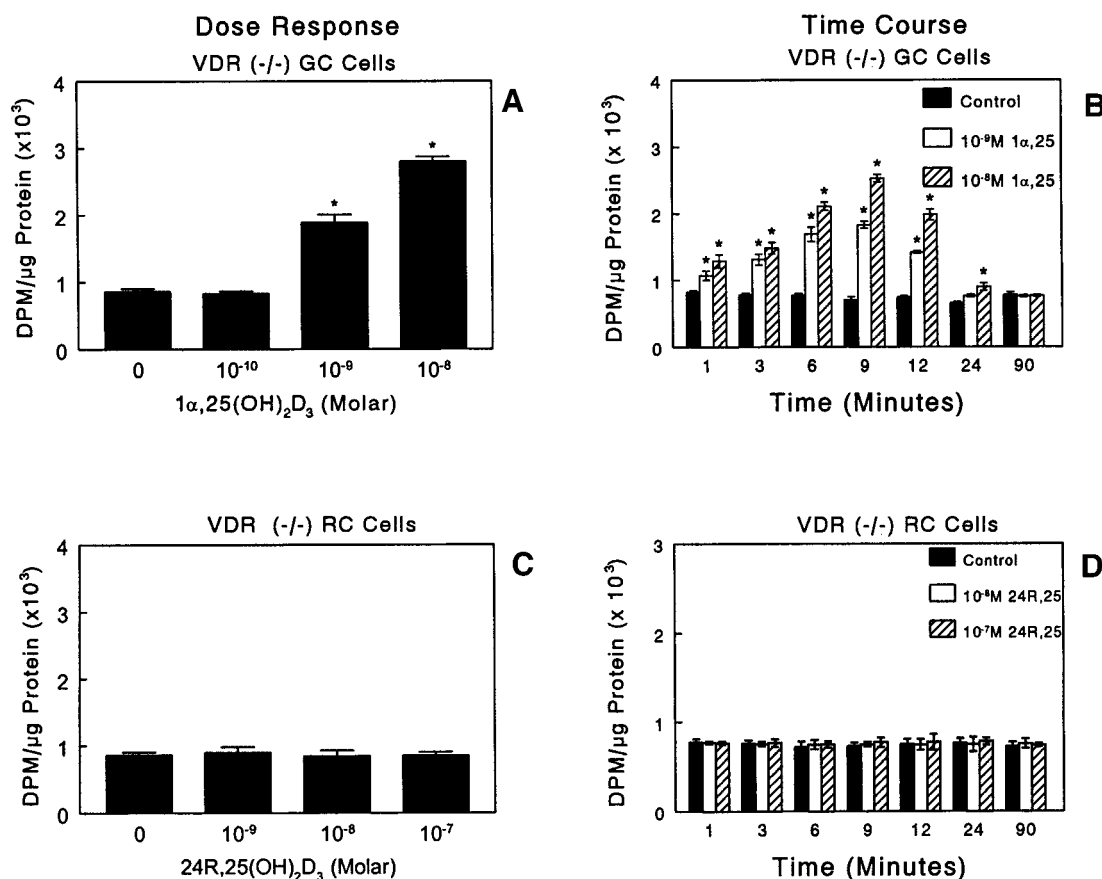 Dose Response
VDR (-/-) GC Cells
A
DPM/µg Protein (x10³)
4
3
2
1
0
*
*
0 10⁻¹⁰ 10⁻⁹ 10⁻⁸
1α,25(OH)₂D₃ (Molar)
Time Course
VDR (-/-) GC Cells
B
DPM/µg Protein (x 10³)
4
3
2
1
0
Control
10⁻⁹M 1α,25
10⁻⁸M 1α,25
* * * * * * * * * * *
1 3 6 9 12 24 90
Time (Minutes)
VDR (-/-) RC Cells
C
DPM/µg Protein (x10³)
4
3
2
1
0
0 10⁻⁹ 10⁻⁸ 10⁻⁷
24R,25(OH)₂D₃ (Molar)
VDR (-/-) RC Cells
D
DPM/µg Protein (x 10³)
3
2
1
0
Control
10⁻⁸M 24R,25
10⁻⁷M 24R,25
1 3 6 9 12 24 90
Time (Minutes)